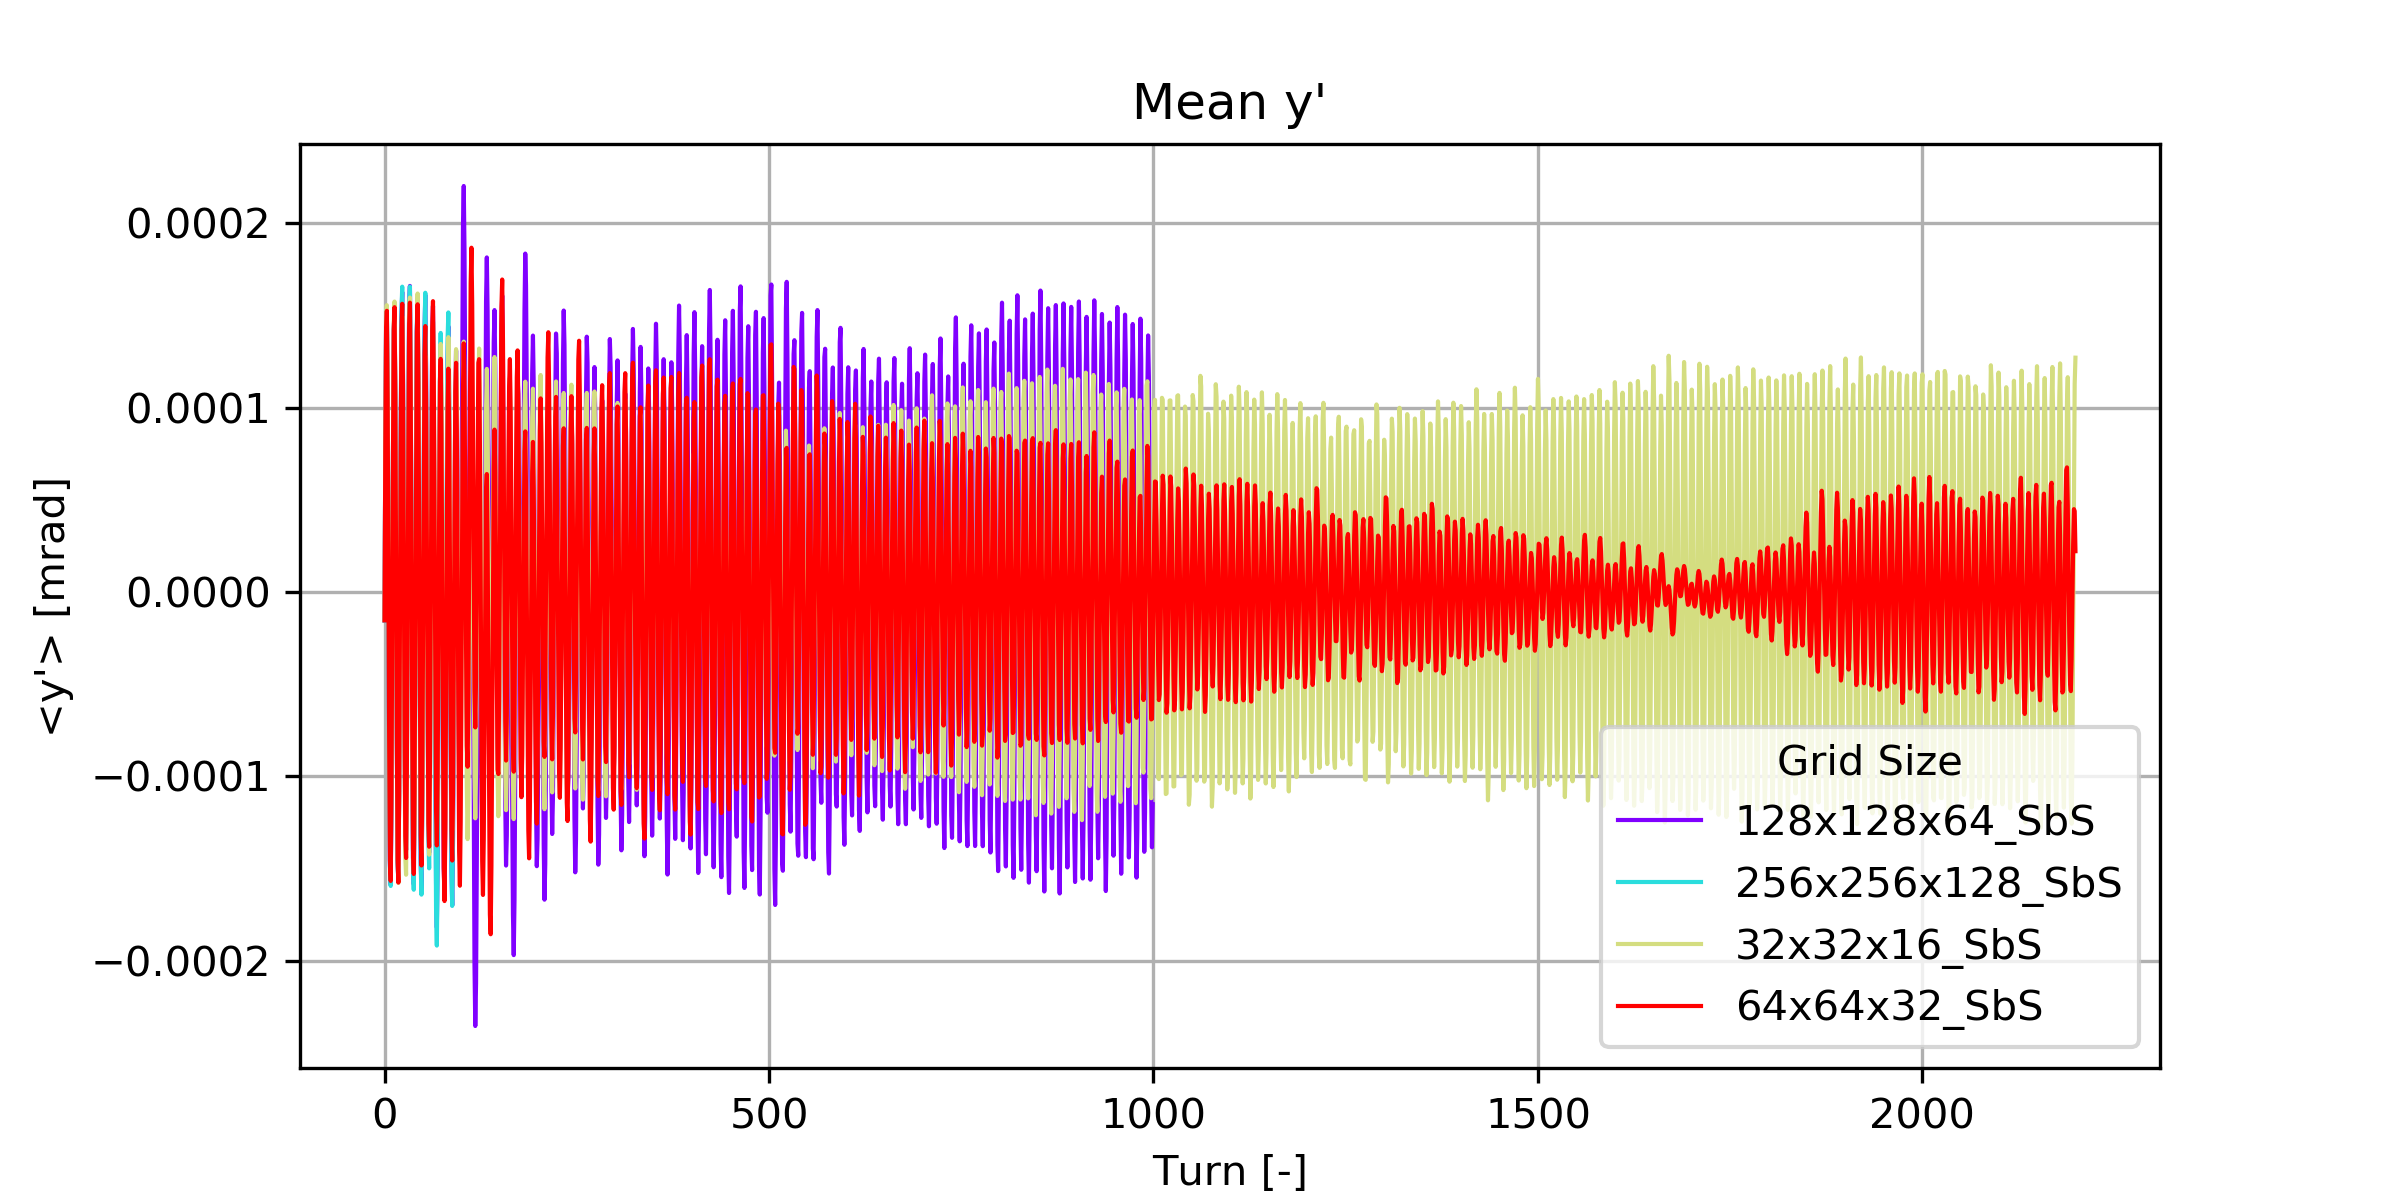 Mean y'
<y'> [mrad]
0.0002
0.0001
0.0000
−0.0001
−0.0002
Grid Size
128x128x64_SbS
256x256x128_SbS
32x32x16_SbS
64x64x32_SbS
0 500 1000 1500 2000
Turn [-]